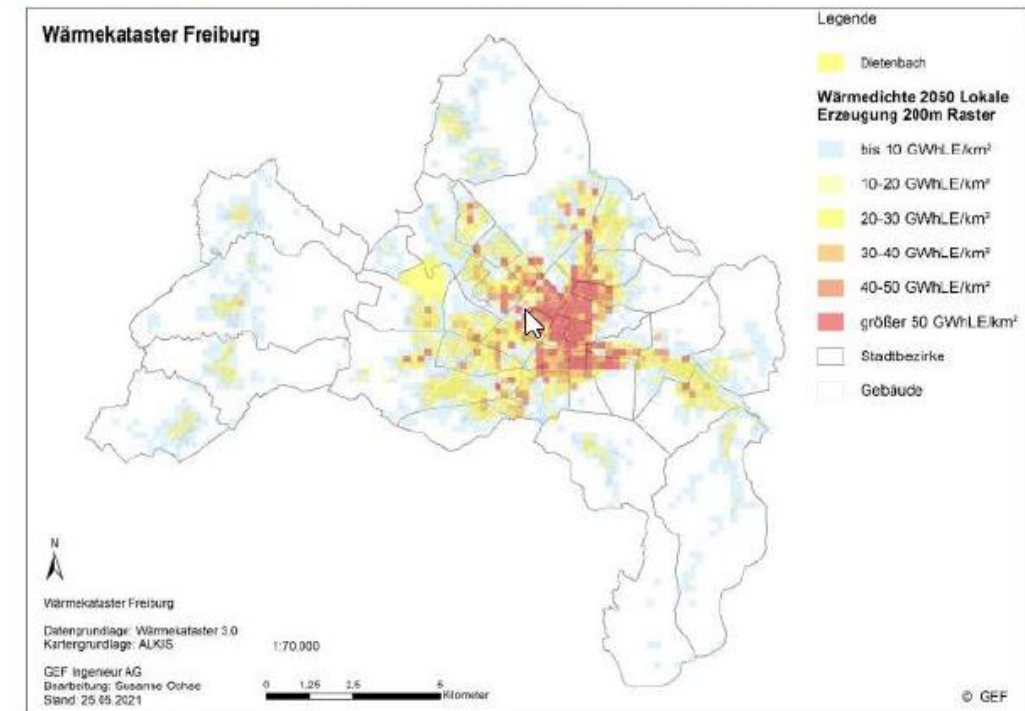 Wärmekataster Freiburg
Legende
Dietenbach
Wärmedichte 2050 Lokale
Erzeugung 200m Raster
bis 10 GWhLE/km²
10-20 GWhLE/km²
20-30 GWhLE/km²
30-40 GWhLE/km²
40-50 GWhLE/km²
größer 50 GWhLE/km²
Stadtbezirke
Gebäude
N
Wärmekataster Freiburg
Datengrundlage: Wärmekataster 3.0
Kartengrundlage: ALKIS
1:70.000
GEF Ingenieur AG
Bearbeitung: Susanne Ochse
Stand: 25.05.2021
0 1,25 2,5 5
Kilometer
© GEF